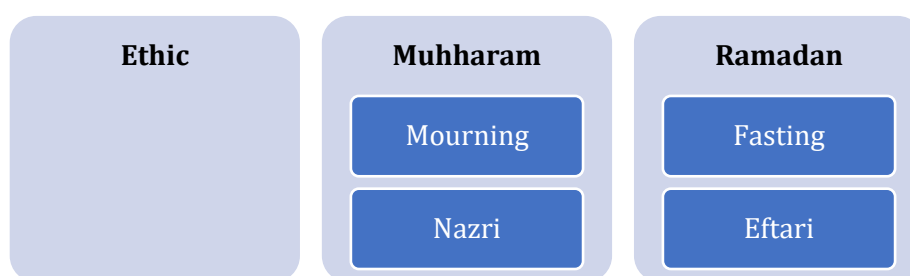 Ethic
Muhharam
Mourning
Nazri
Ramadan
Fasting
Eftari